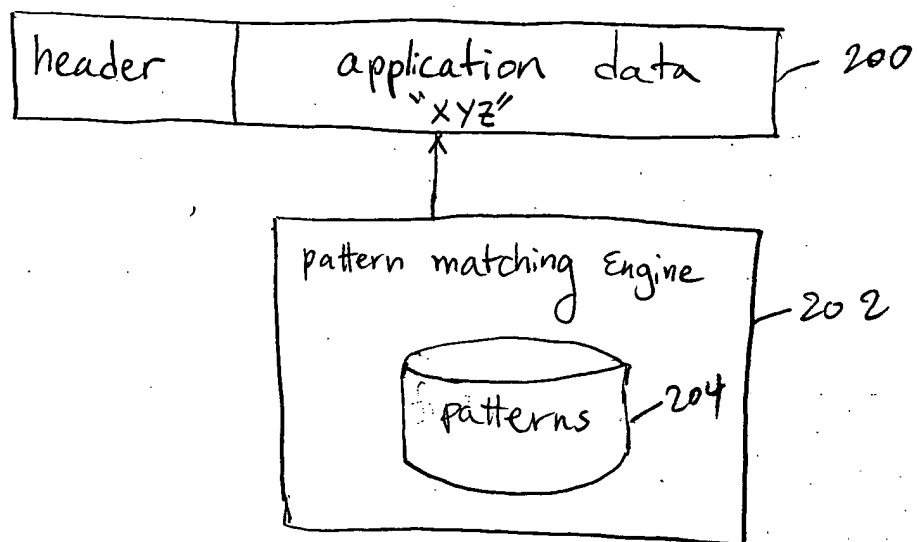 header
application data
"XYZ"
200
pattern matching Engine
202
patterns
204